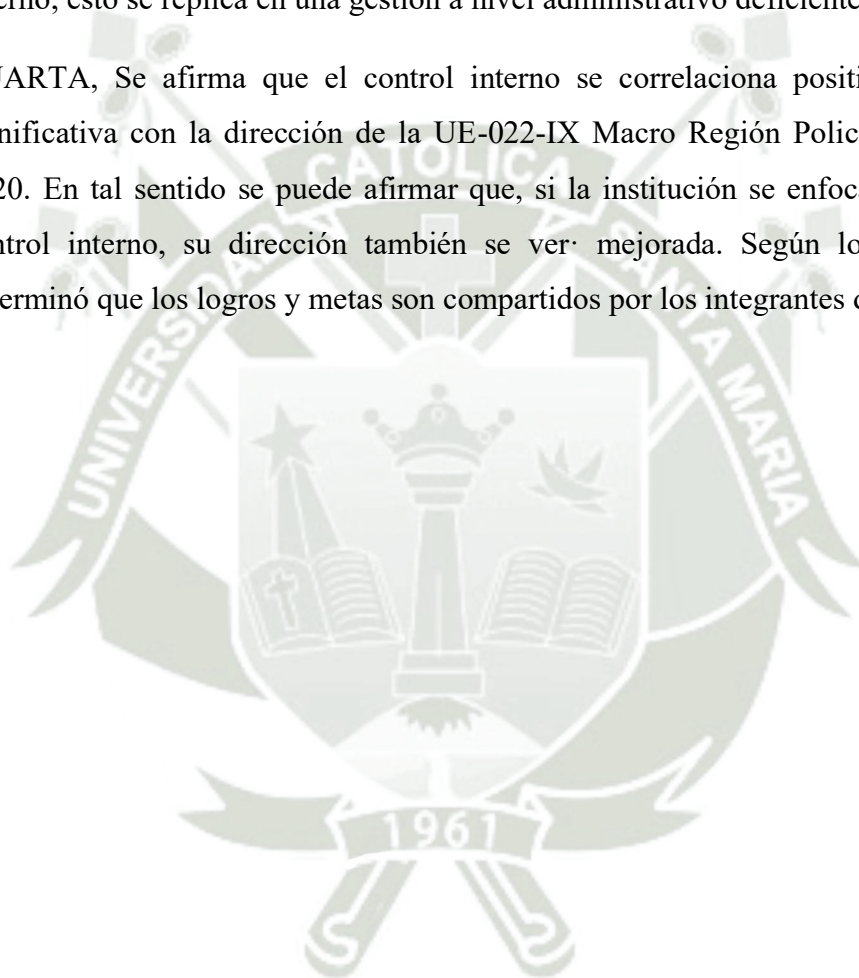 erno, esto se replica en una gestión a nivel administrativo deficiente
ARTA, Se afirma que el control interno se correlaciona positi
nificativa con la dirección de la UE-022-IX Macro Región Polic
20. En tal sentido se puede afirmar que, si la institución se enfoca
ntrol interno, su dirección también se ver· mejorada. Según lo
erminó que los logros y metas son compartidos por los integrantes
UNIVERSIDAD CATOLICA SANTA MARIA
1961